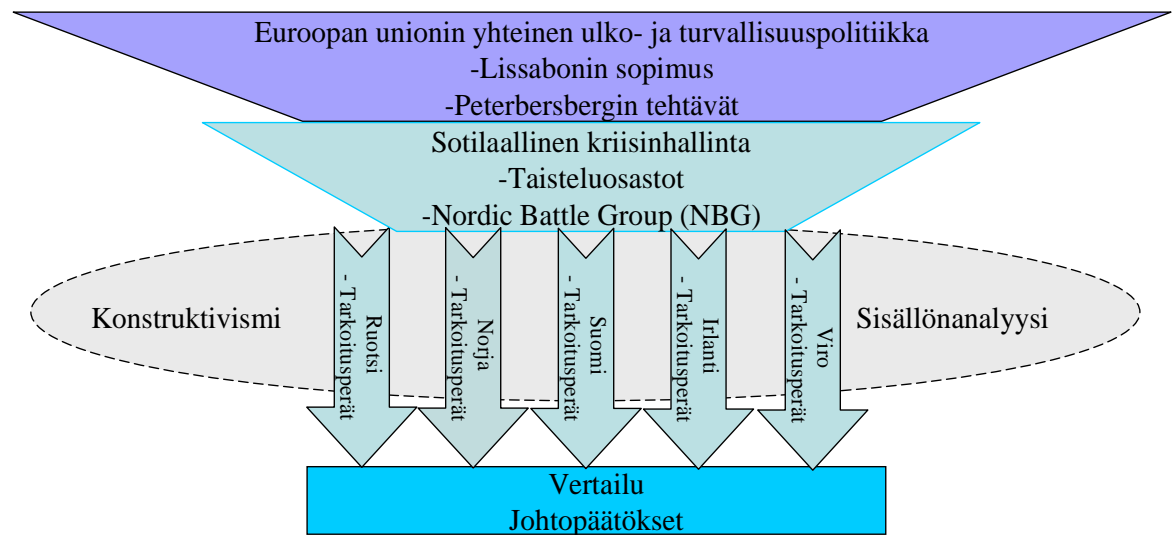 Euroopan unionin yhteinen ulko- ja turvallisuuspolitiikka
-Lissabonin sopimus
-Peterbersbergin tehtävät
Sotilaallinen kriisinhallinta
-Taisteluosastot
-Nordic Battle Group (NBG)
Konstruktivismi
Ruotsi
- Tarkoitusperät
Norja
- Tarkoitusperät
Suomi
- Tarkoitusperät
Irlanti
- Tarkoitusperät
Viro
- Tarkoitusperät
Sisällönanalyysi
Vertailu
Johtopäätökset